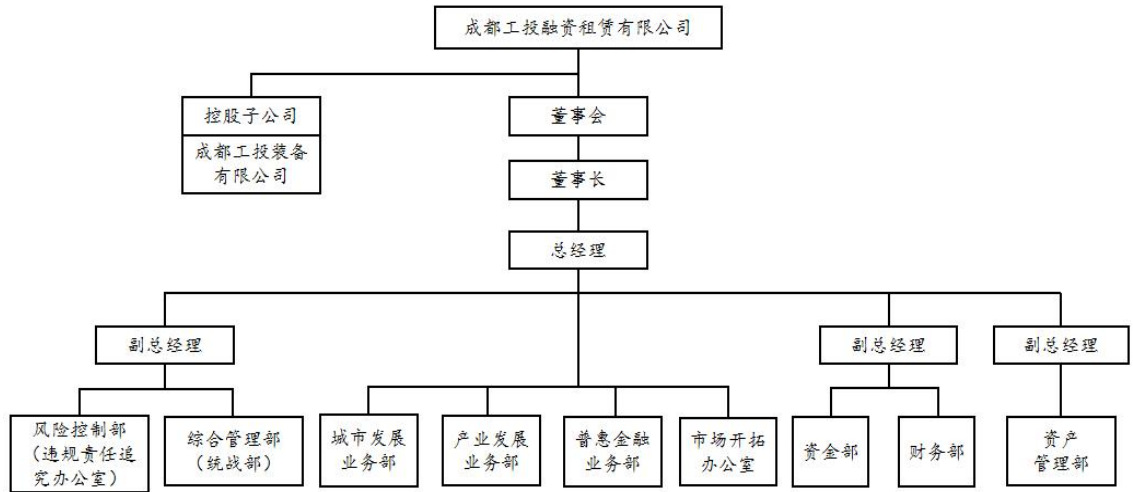 成都工投融资租赁有限公司
控股子公司
成都工投装备
有限公司
董事会
董事长
总经理
副总经理
副总经理
副总经理
风险控制部
（违规责任追
究办公室）
综合管理部
（统战部）
城市发展
业务部
产业发展
业务部
普惠金融
业务部
市场开拓
办公室
资金部
财务部
资产
管理部